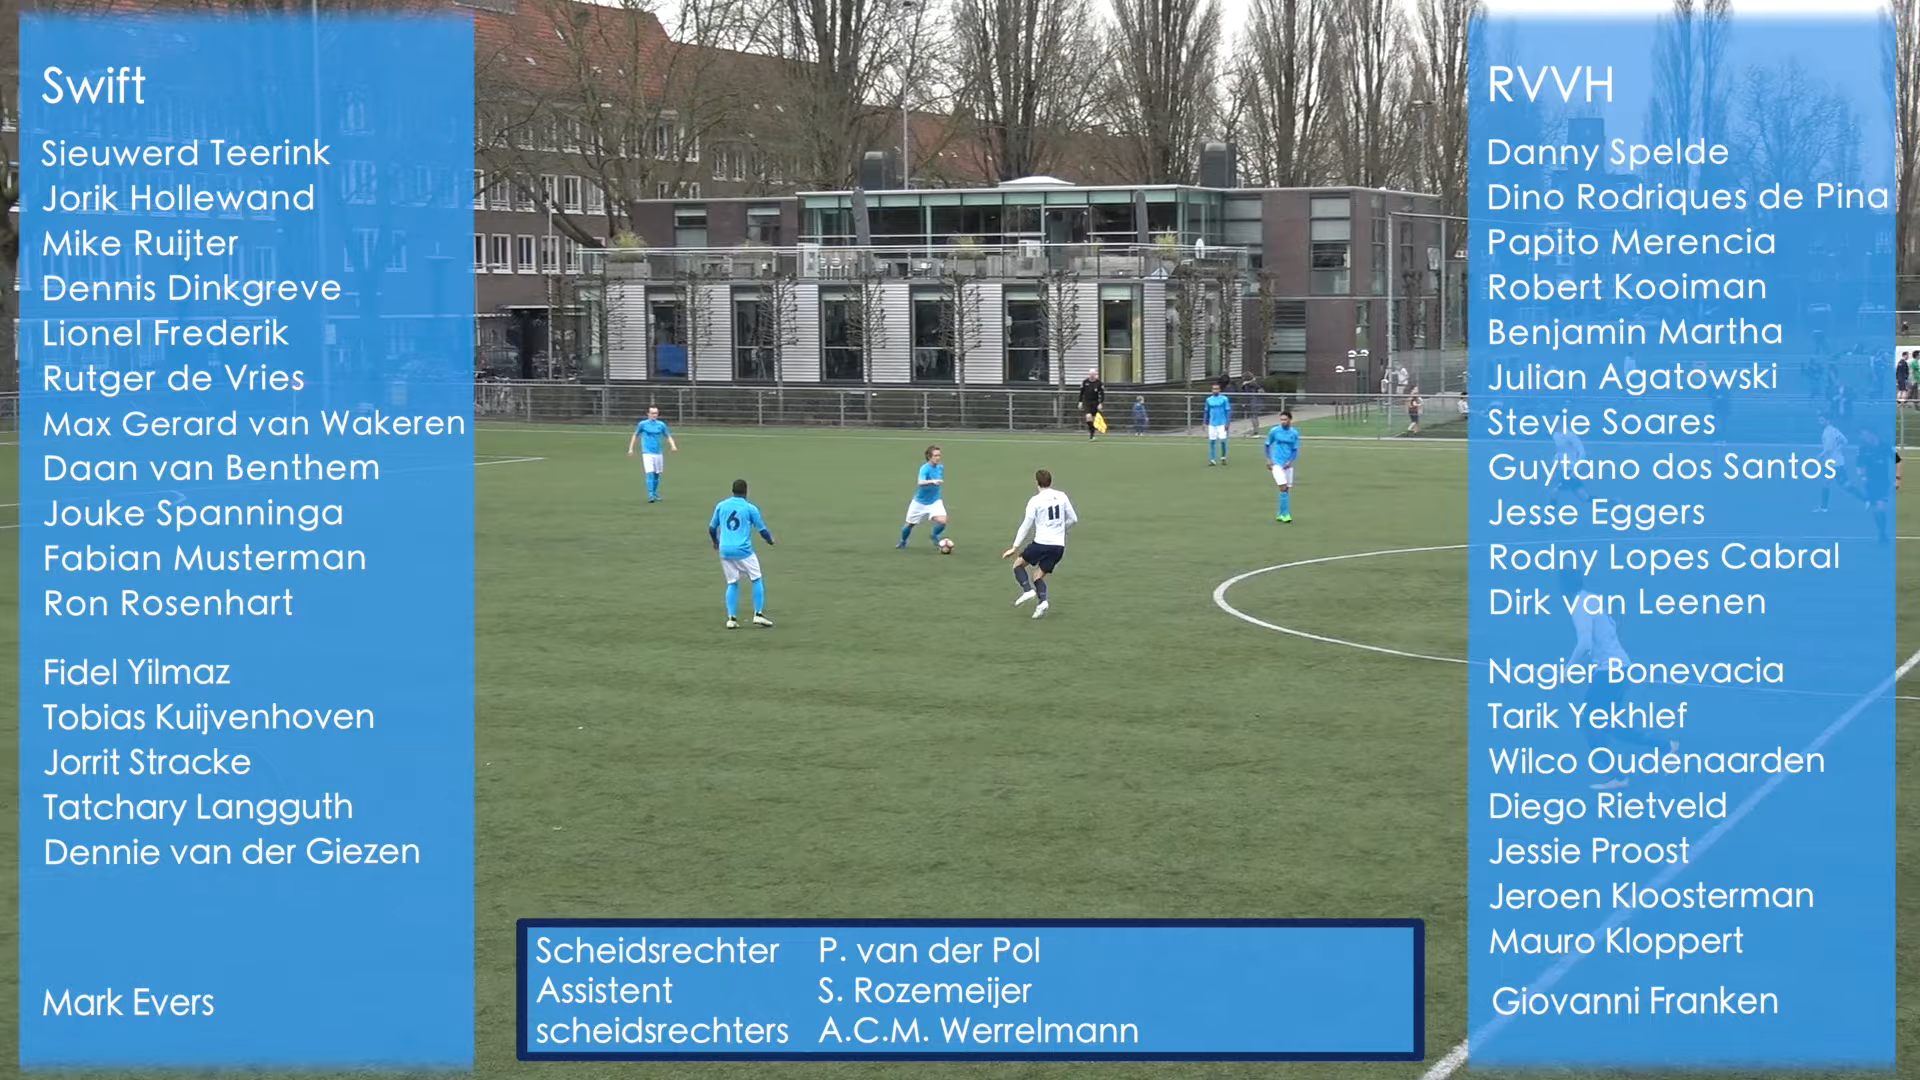 Swift
Sieuwerd Teerink
Jorik Hollewand
Mike Ruijter
Dennis Dinkgreve
Lionel Frederik
Rutger de Vries
Max Gerard van Wakeren
Daan van Benthem
Jouke Spanninga
Fabian Musterman
Ron Rosenhart
Fidel Yilmaz
Tobias Kuijvenhoven
Jorrit Stracke
Tatchary Langguth
Dennie van der Giezen
Mark Evers
6
11
Scheidsrechter P. van der Pol
Assistent S. Rozemeijer
scheidsrechters A.C.M. Werrelmann
RVVH
Danny Spelde
Dino Rodriques de Pina
Papito Merencia
Robert Kooiman
Benjamin Martha
Julian Agatowski
Stevie Soares
Guytano dos Santos
Jesse Eggers
Rodny Lopes Cabral
Dirk van Leenen
Nagier Bonevacia
Tarik Yekhlef
Wilco Oudenaarden
Diego Rietveld
Jessie Proost
Jeroen Kloosterman
Mauro Kloppert
Giovanni Franken